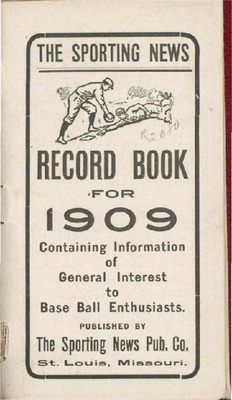 THE SPORTING NEWS
RECORD BOOK
FOR
1909
Containing Information
of
General Interest
to
Base Ball Enthusiasts.
PUBLISHED BY
The Sporting News Pub. Co.
St. Louis, Missouri.